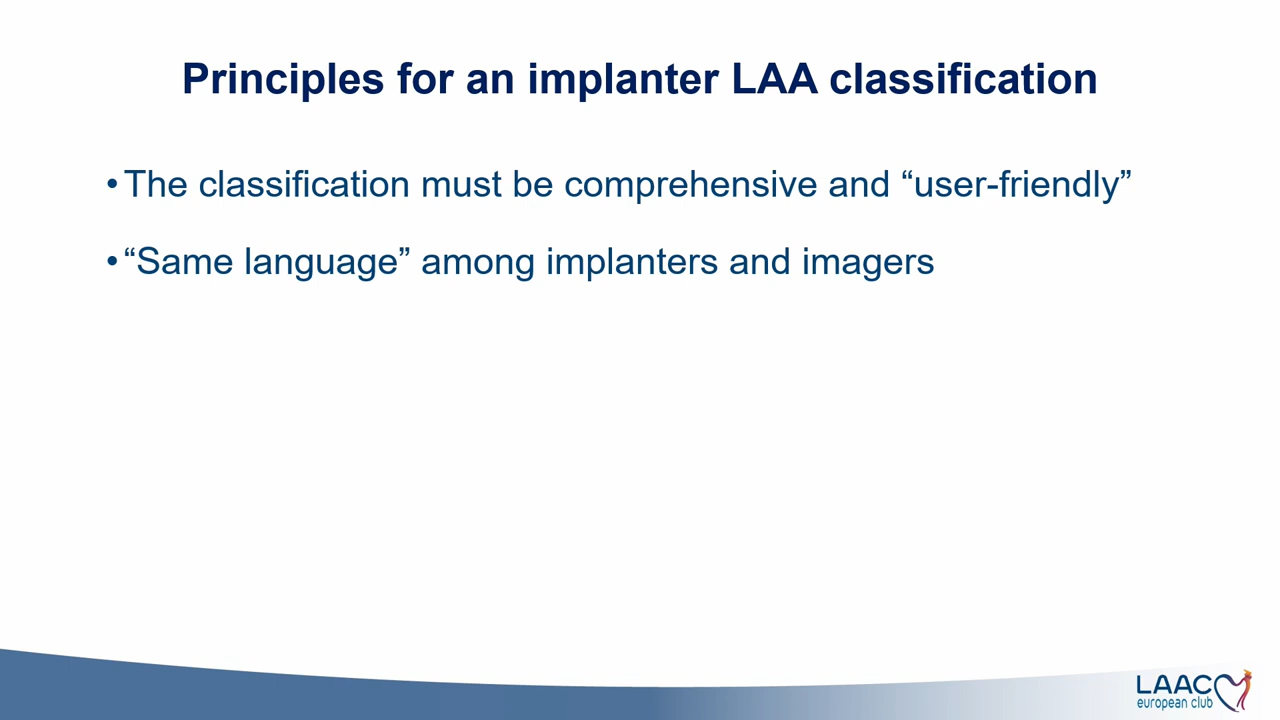 Principles for an implanter LAA classification
•The classification must be comprehensive and “user-friendly”
•“Same language” among implanters and imagers
LAAC
european club